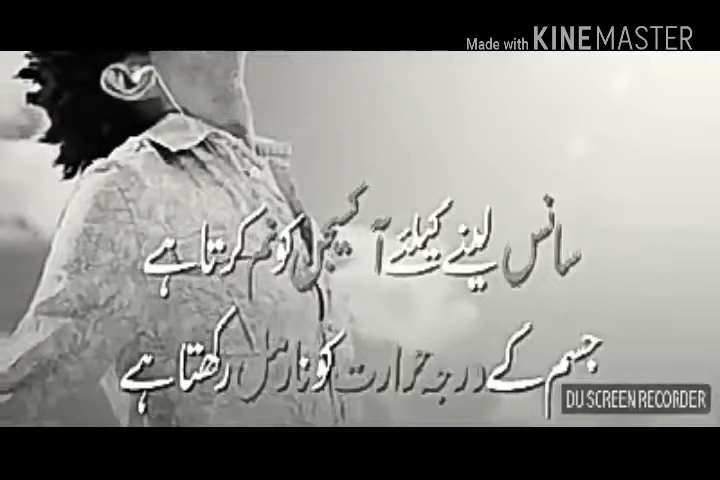 Made with KINEMASTER
سانس لینے کیلئے آکسیجن کو نم کرتا ہے
جسم کے درجہ حرارت کو نارمل رکھتا ہے
DU SCREEN RECORDER